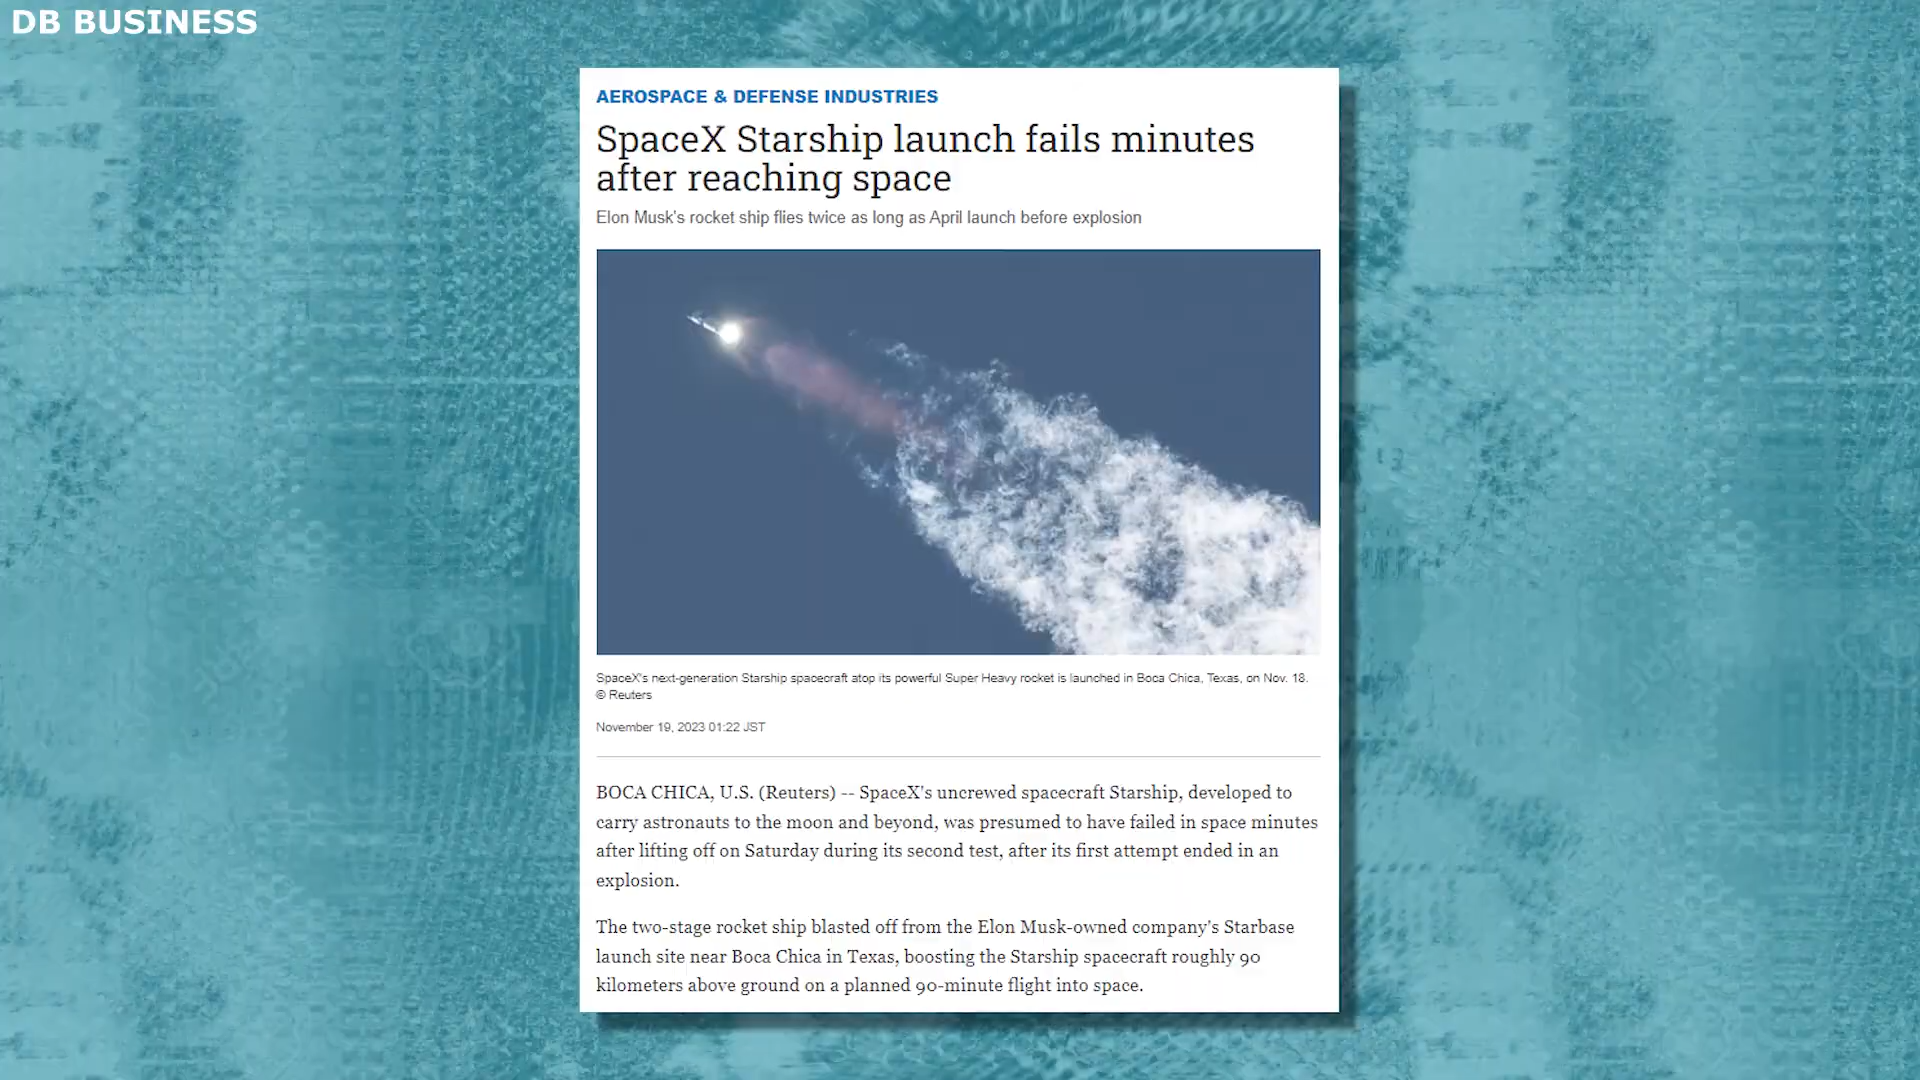 DB BUSINESS
AEROSPACE & DEFENSE INDUSTRIES
SpaceX Starship launch fails minutes
after reaching space
Elon Musk's rocket ship flies twice as long as April launch before explosion
SpaceX's next-generation Starship spacecraft atop its powerful Super Heavy rocket is launched in Boca Chica, Texas, on Nov. 18.
© Reuters
November 19, 2023 01:22 JST
BOCA CHICA, U.S. (Reuters) -- SpaceX's uncrewed spacecraft Starship, developed to
carry astronauts to the moon and beyond, was presumed to have failed in space minutes
after lifting off on Saturday during its second test, after its first attempt ended in an
explosion.
The two-stage rocket ship blasted off from the Elon Musk-owned company's Starbase
launch site near Boca Chica in Texas, boosting the Starship spacecraft roughly 90
kilometers above ground on a planned 90-minute flight into space.